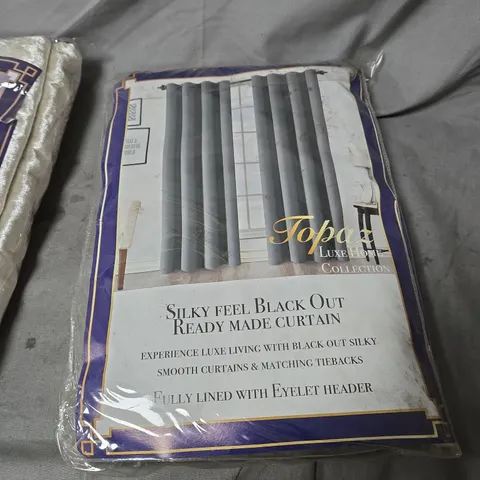 Topaz
Luxe Home
Collection
Silky feel Black Out
Ready made curtain
experience luxe living with black out silky
smooth curtains & matching tiebacks
Fully lined with Eyelet header